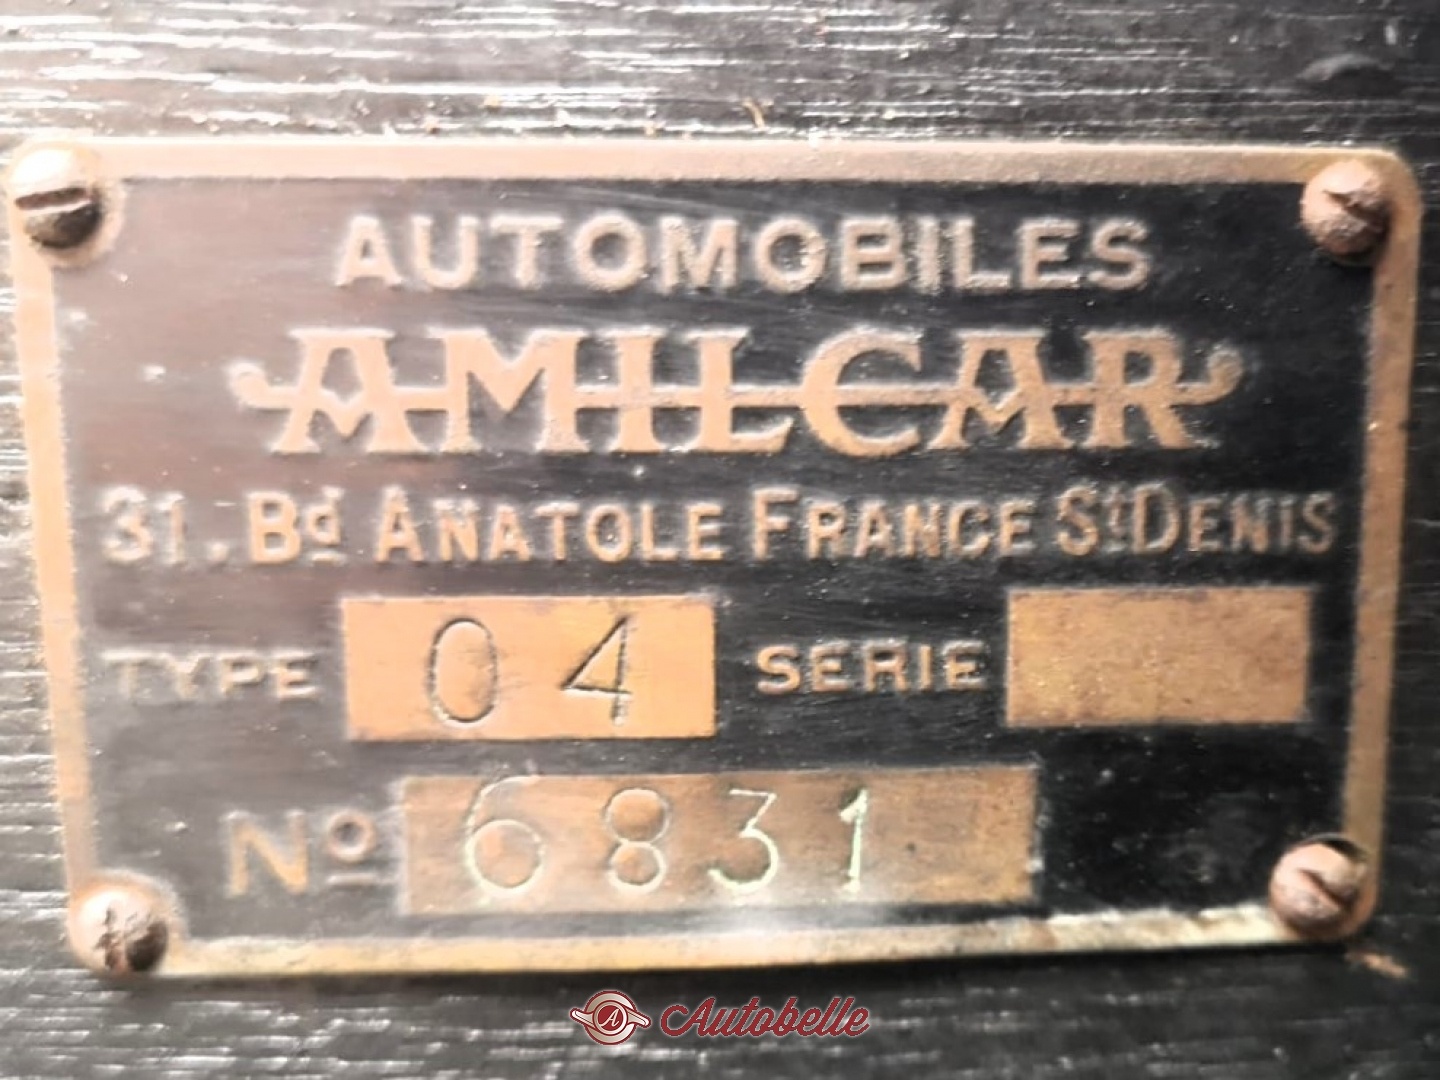 AUTOMOBILES
AMILCAR
31, Bd ANATOLE FRANCE St DENIS
TYPE 04 SERIE
No 6831
A Autobelle